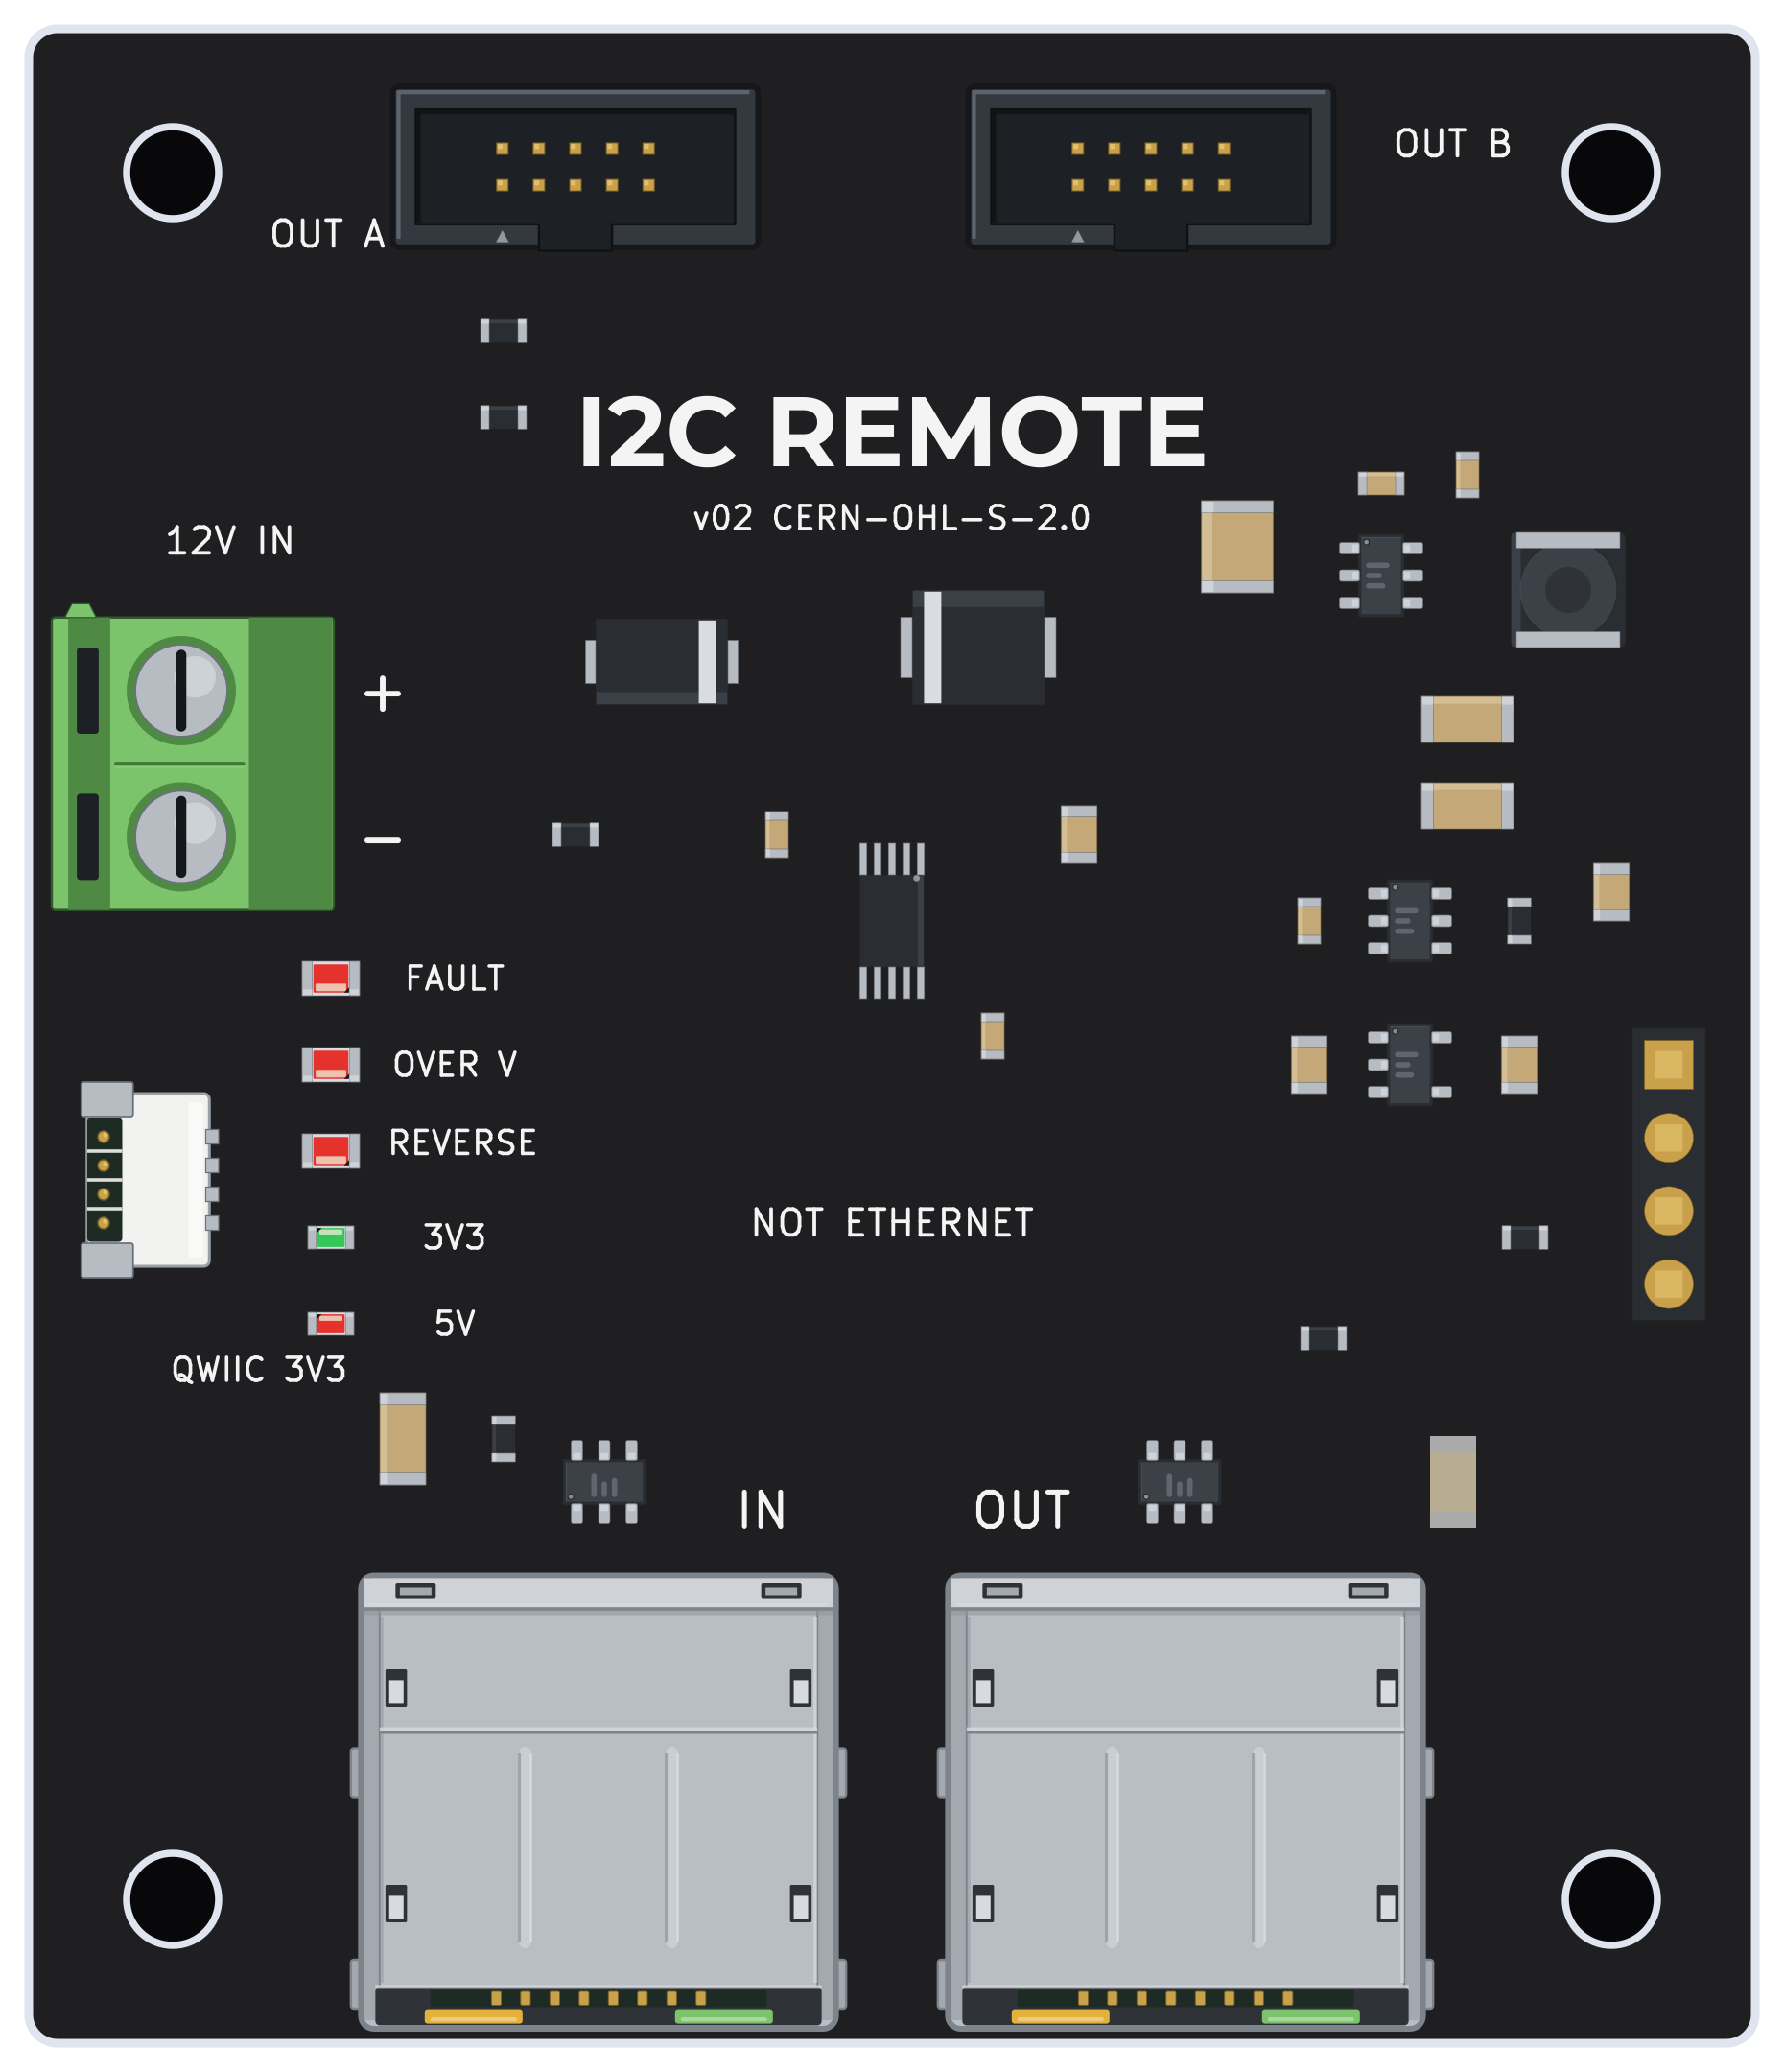 OUT B
OUT A
I2C REMOTE
v02 CERN-OHL-S-2.0
12V IN
+
-
FAULT
OVER V
REVERSE
3V3
5V
QWIIC 3V3
NOT ETHERNET
IN
OUT